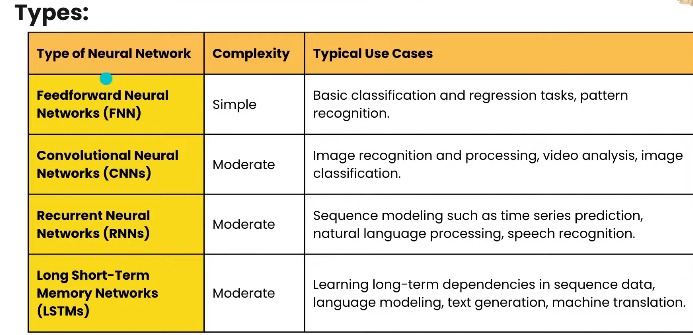 Types:
Type of Neural Network
Complexity
Typical Use Cases
Feedforward Neural
Networks (FNN)
Simple
Basic classification and regression tasks, pattern
recognition.
Convolutional Neural
Networks (CNNs)
Moderate
Image recognition and processing, video analysis, image
classification.
Recurrent Neural
Networks (RNNs)
Moderate
Sequence modeling such as time series prediction,
natural language processing, speech recognition.
Long Short-Term
Memory Networks
(LSTMs)
Moderate
Learning long-term dependencies in sequence data,
language modeling, text generation, machine translation.